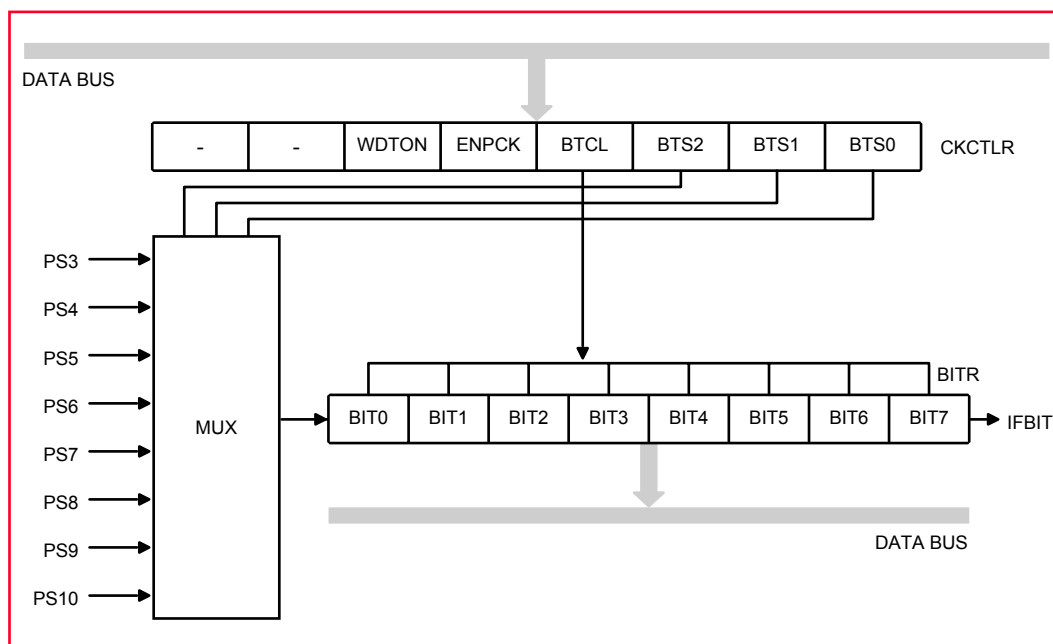 DATA BUS
- - WDTON ENPCK BTCL BTS2 BTS1 BTS0 CKCTLR
PS3
PS4
PS5
PS6
PS7
PS8
PS9
PS10
MUX
BITR
BIT0 BIT1 BIT2 BIT3 BIT4 BIT5 BIT6 BIT7 IFBIT
DATA BUS